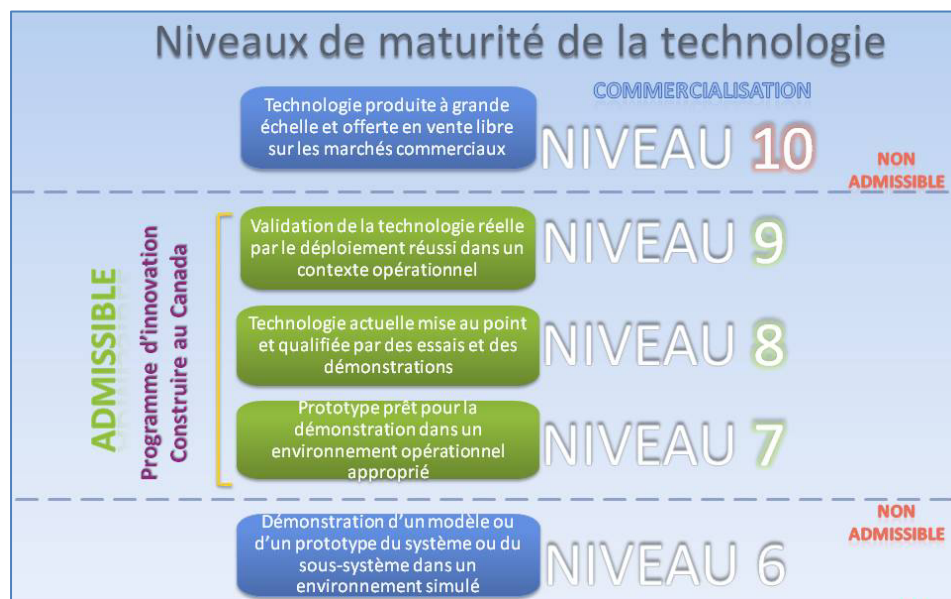 Niveaux de maturité de la technologie
COMMERCIALISATION
Technologie produite à grande
échelle et offerte en vente libre
sur les marchés commerciaux
NIVEAU 10
NON
ADMISSIBLE
ADMISSIBLE
Programme d'innovation
Construire au Canada
Validation de la technologie réelle
par le déploiement réussi dans un
contexte opérationnel
NIVEAU 9
Technologie actuelle mise au point
et qualifiée par des essais et des
démonstrations
NIVEAU 8
Prototype prêt pour la
démonstration dans un
environnement opérationnel
approprié
NIVEAU 7
NON
ADMISSIBLE
Démonstration d'un modèle ou
d'un prototype du système ou du
sous-système dans un
environnement simulé
NIVEAU 6